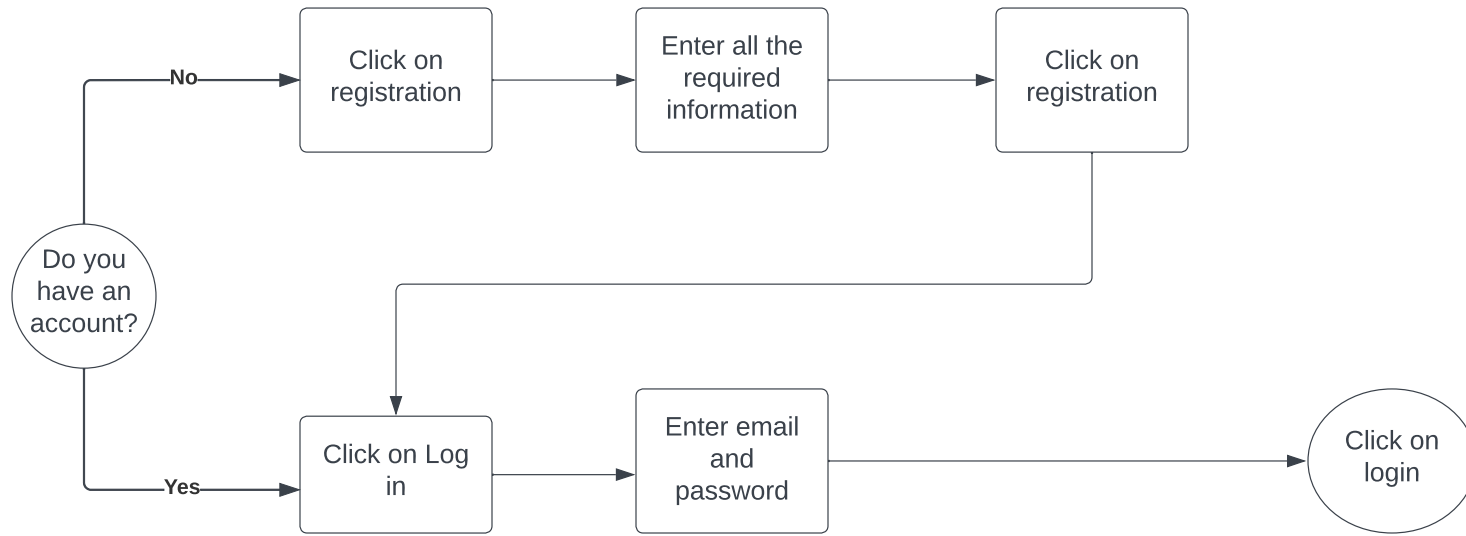 Click on
registration
Enter all the
required
information
Click on
registration
No
Do you
have an
account?
Yes
Click on Log
in
Enter email
and
password
Click on
login